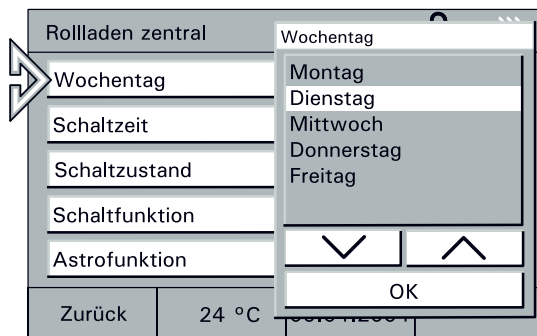 Rollladen zentral
Wochentag
Schaltzeit
Schaltzustand
Schaltfunktion
Astrofunktion
Zurück
24 °C
Wochentag
Montag
Dienstag
Mittwoch
Donnerstag
Freitag
OK